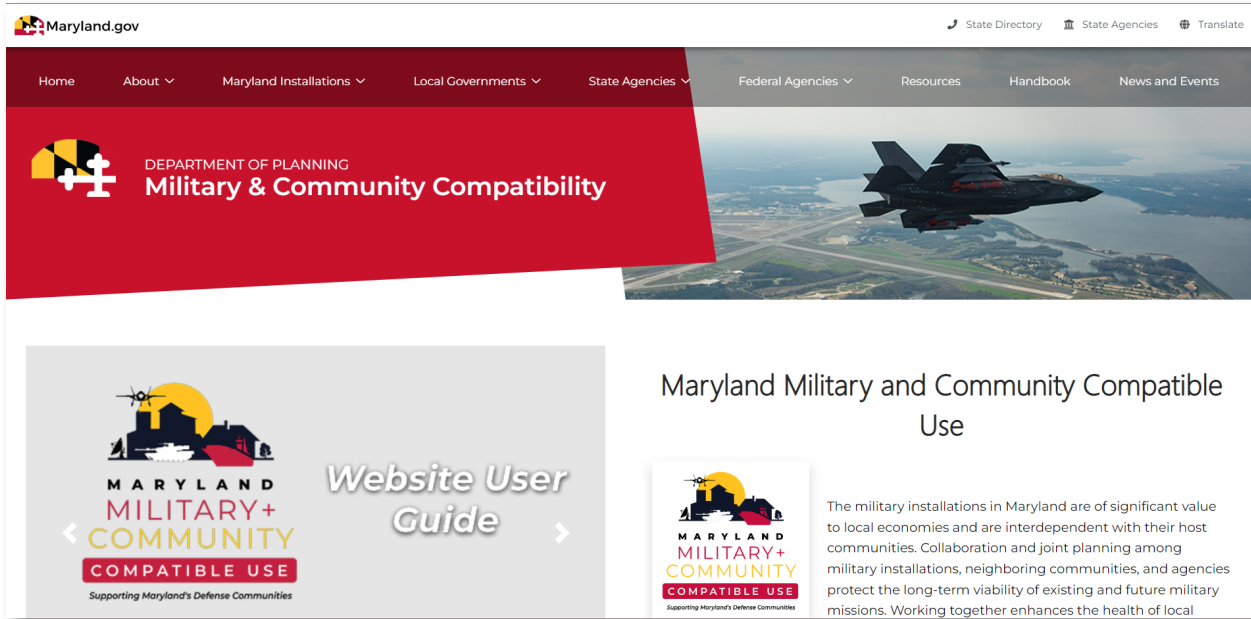 Maryland.gov
State Directory
State Agencies
Translate
Home
About
Maryland Installations
Local Governments
State Agencies
Federal Agencies
Resources
Handbook
News and Events
DEPARTMENT OF PLANNING
Military & Community Compatibility
MARYLAND
MILITARY+
COMMUNITY
COMPATIBLE USE
Supporting Maryland's Defense Communities
Website User
Guide
Maryland Military and Community Compatible
Use
MARYLAND
MILITARY+
COMMUNITY
COMPATIBLE USE
Supporting Maryland's Defense Communities
The military installations in Maryland are of significant value
to local economies and are interdependent with their host
communities. Collaboration and joint planning among
military installations, neighboring communities, and agencies
protect the long-term viability of existing and future military
missions. Working together enhances the health of local